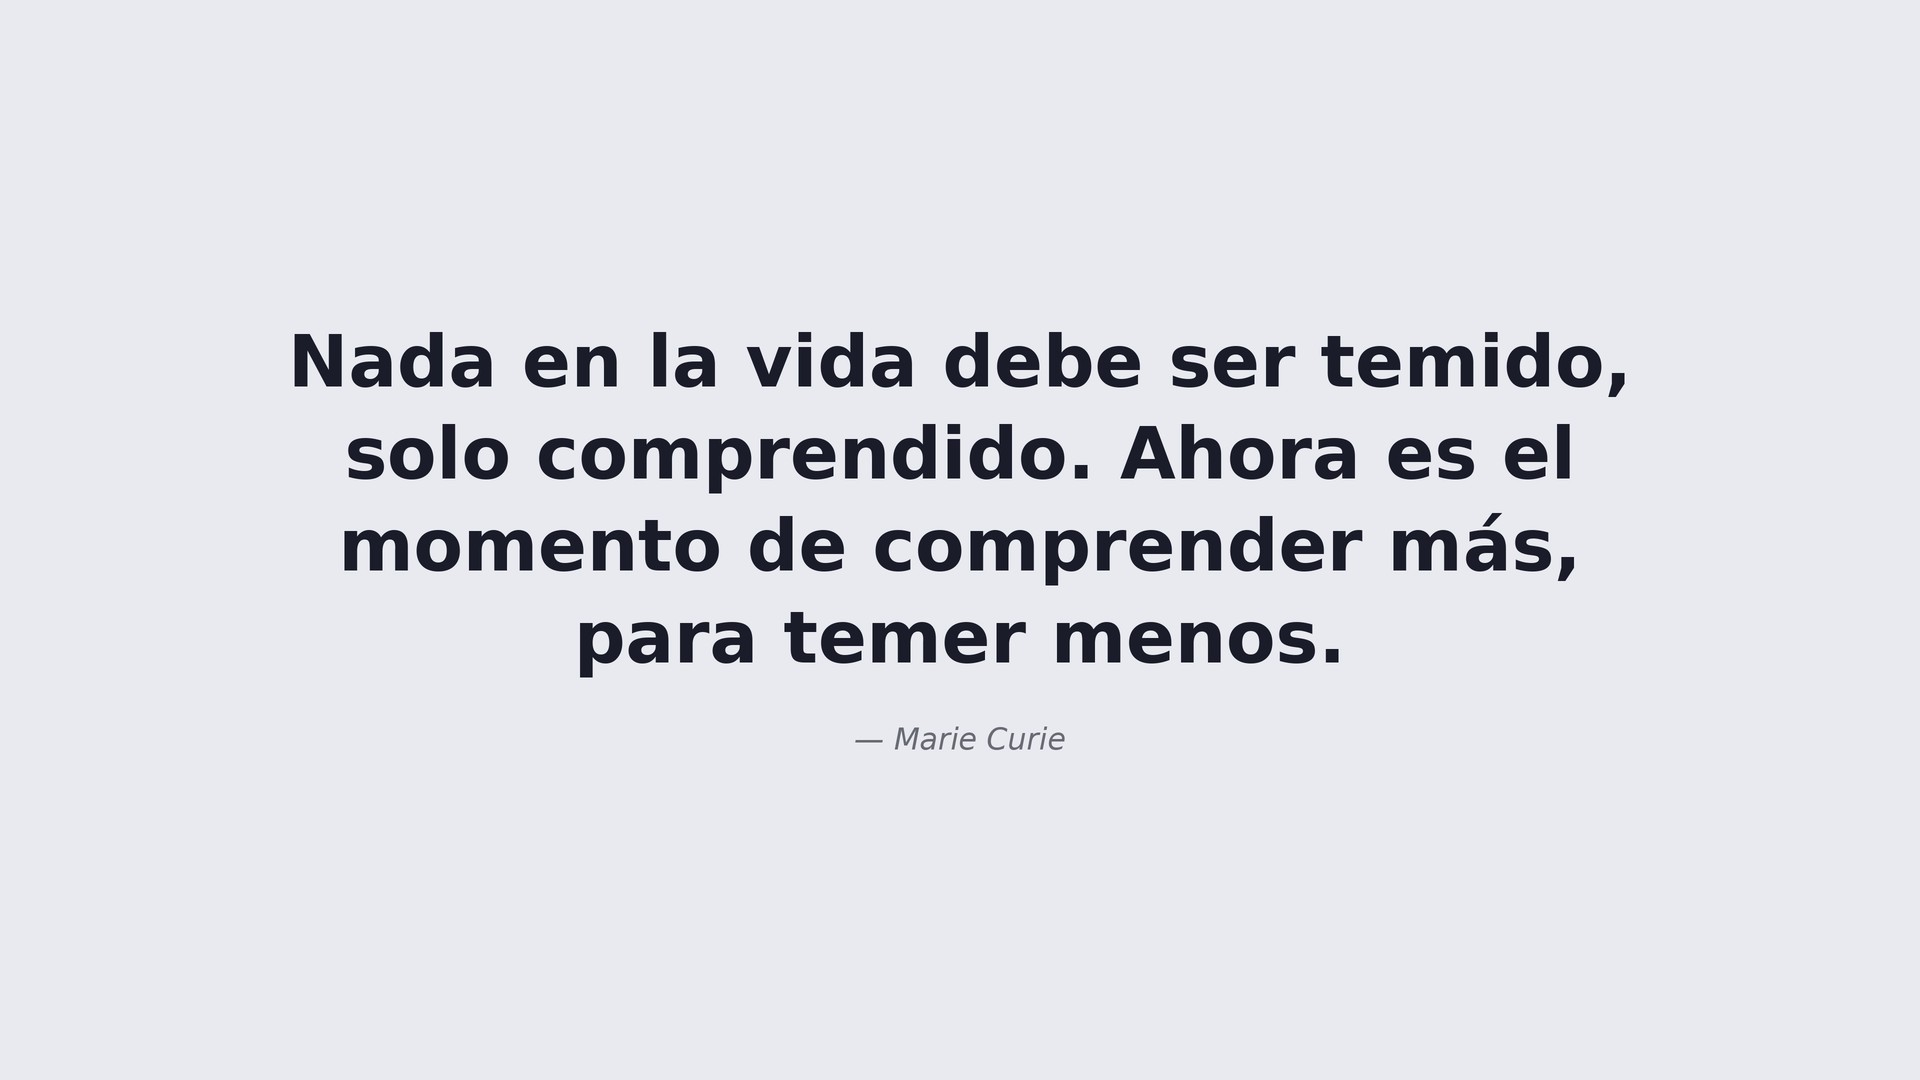 Nada en la vida debe ser temido,
solo comprendido. Ahora es el
momento de comprender más,
para temer menos.
— Marie Curie